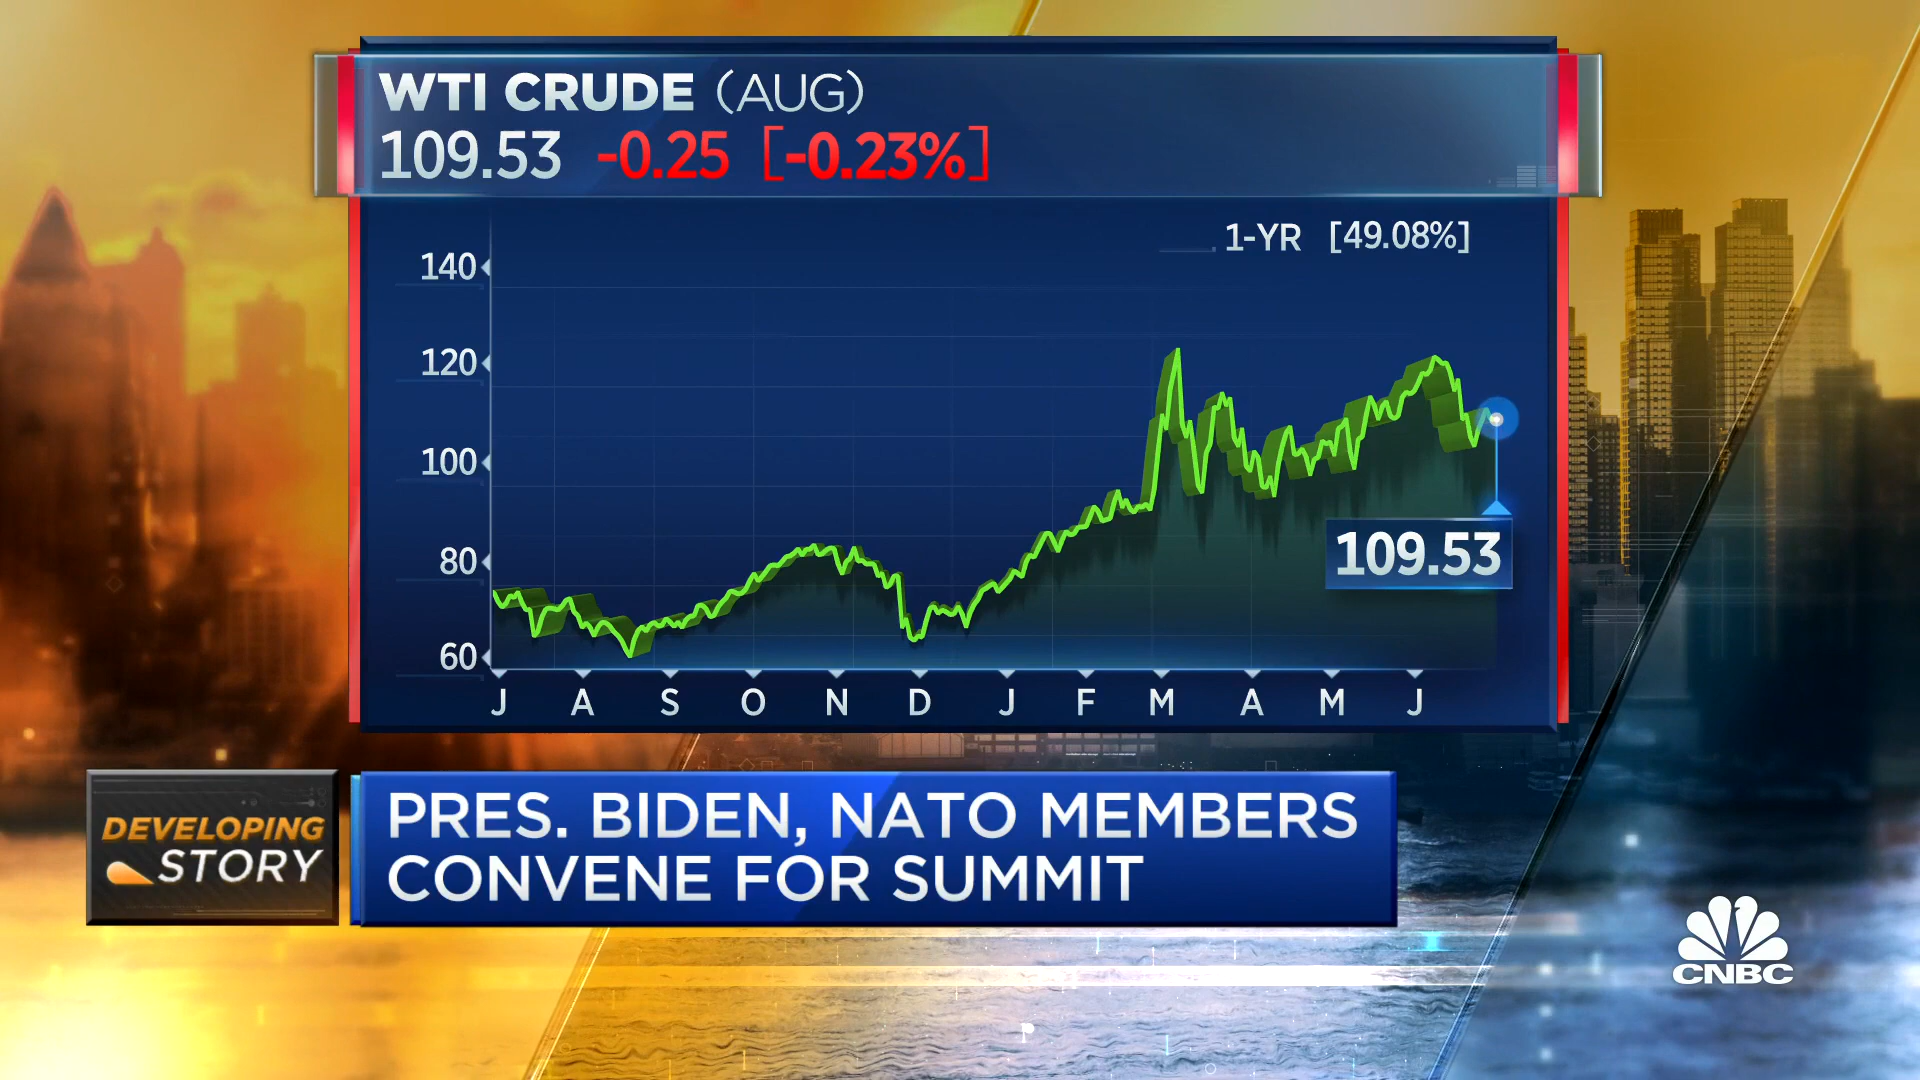 WTI CRUDE (AUG)
109.53 -0.25 [-0.23%]
1-YR [49.08%]
140
120
100
80
60
109.53
J A S O N D J F M A M J
DEVELOPING
STORY
PRES. BIDEN, NATO MEMBERS
CONVENE FOR SUMMIT
CNBC